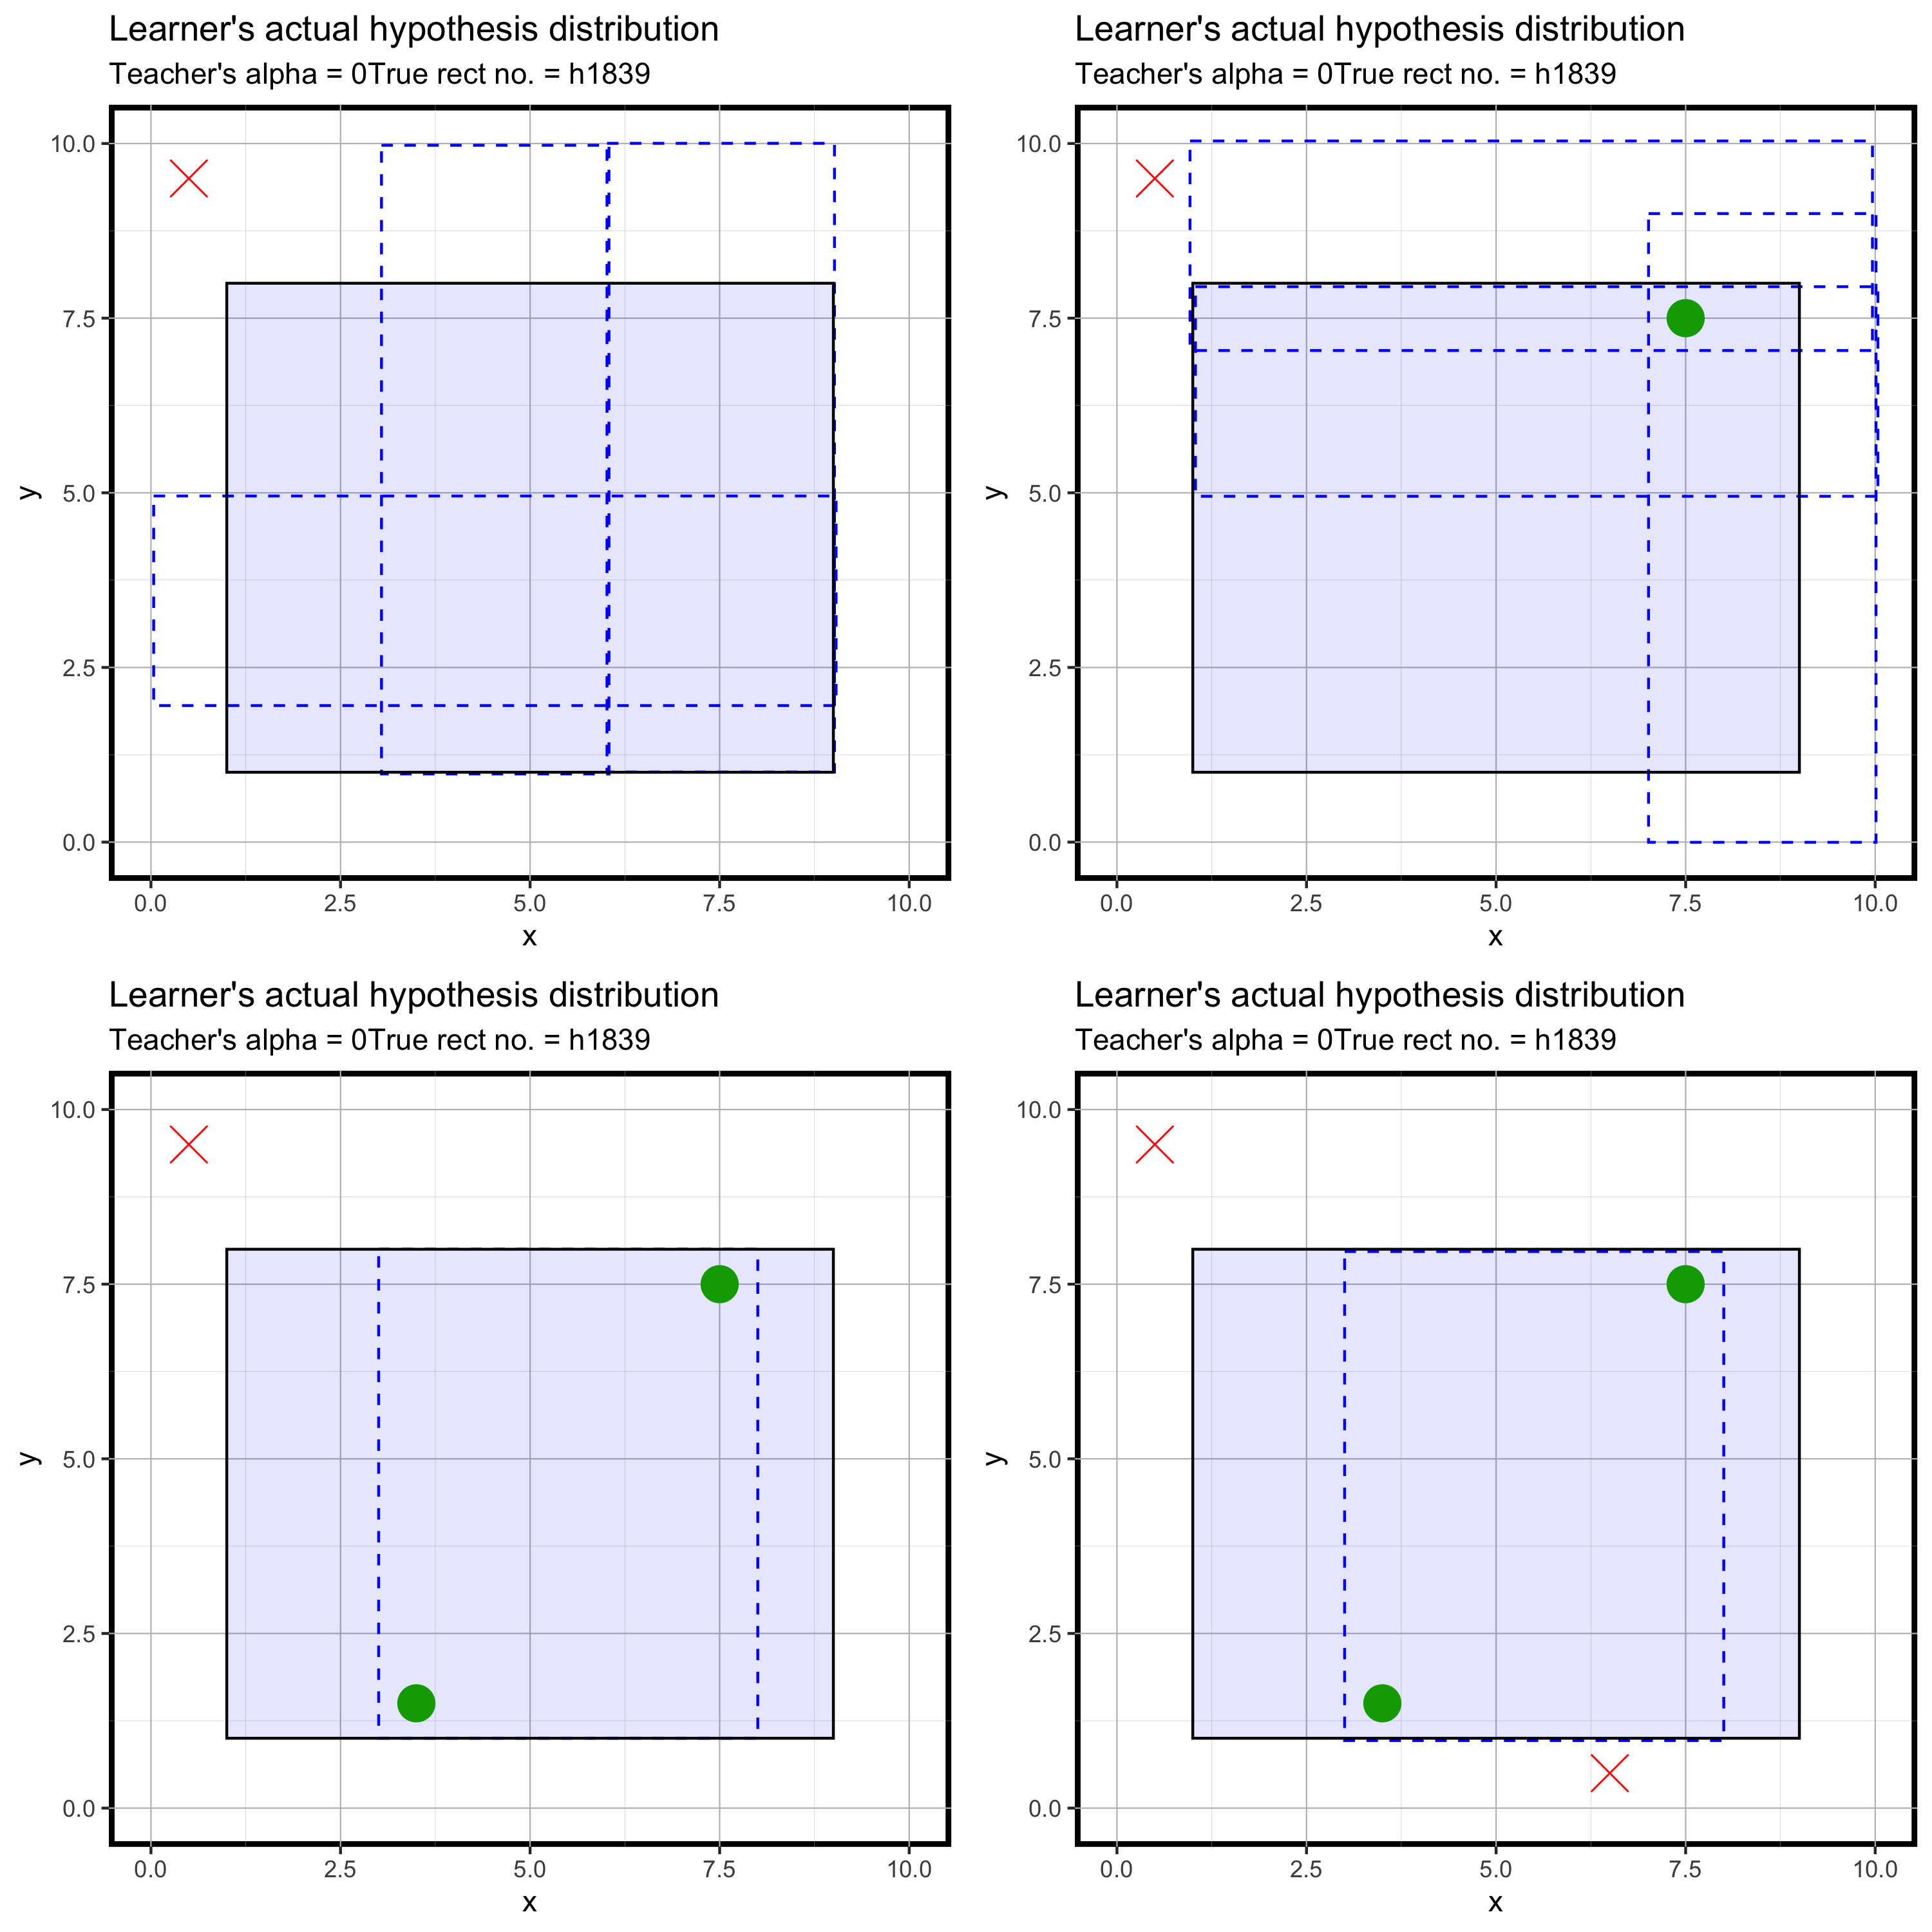 Learner's actual hypothesis distribution
Teacher's alpha = 0True rect no. = h1839
10.0
7.5
5.0
2.5
0.0
y
0.0 2.5 5.0 7.5 10.0
x
Learner's actual hypothesis distribution
Teacher's alpha = 0True rect no. = h1839
10.0
7.5
5.0
2.5
0.0
y
0.0 2.5 5.0 7.5 10.0
x
Learner's actual hypothesis distribution
Teacher's alpha = 0True rect no. = h1839
10.0
7.5
5.0
2.5
0.0
y
0.0 2.5 5.0 7.5 10.0
x
Learner's actual hypothesis distribution
Teacher's alpha = 0True rect no. = h1839
10.0
7.5
5.0
2.5
0.0
y
0.0 2.5 5.0 7.5 10.0
x